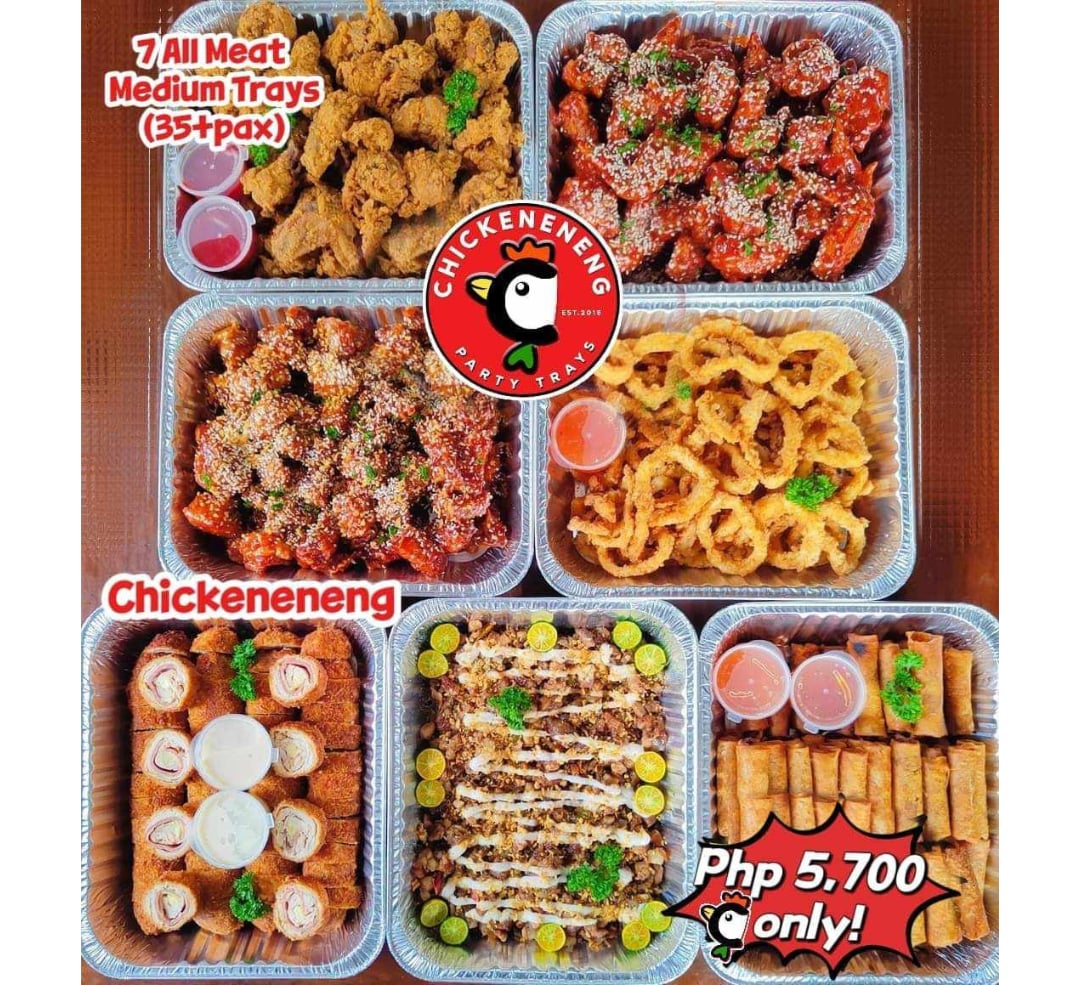 7 All Meat
Medium Trays
(35+pax)
CHICKENENENG
EST.2018
PARTY TRAYS
Chickeneneng
Php 5,700
only!